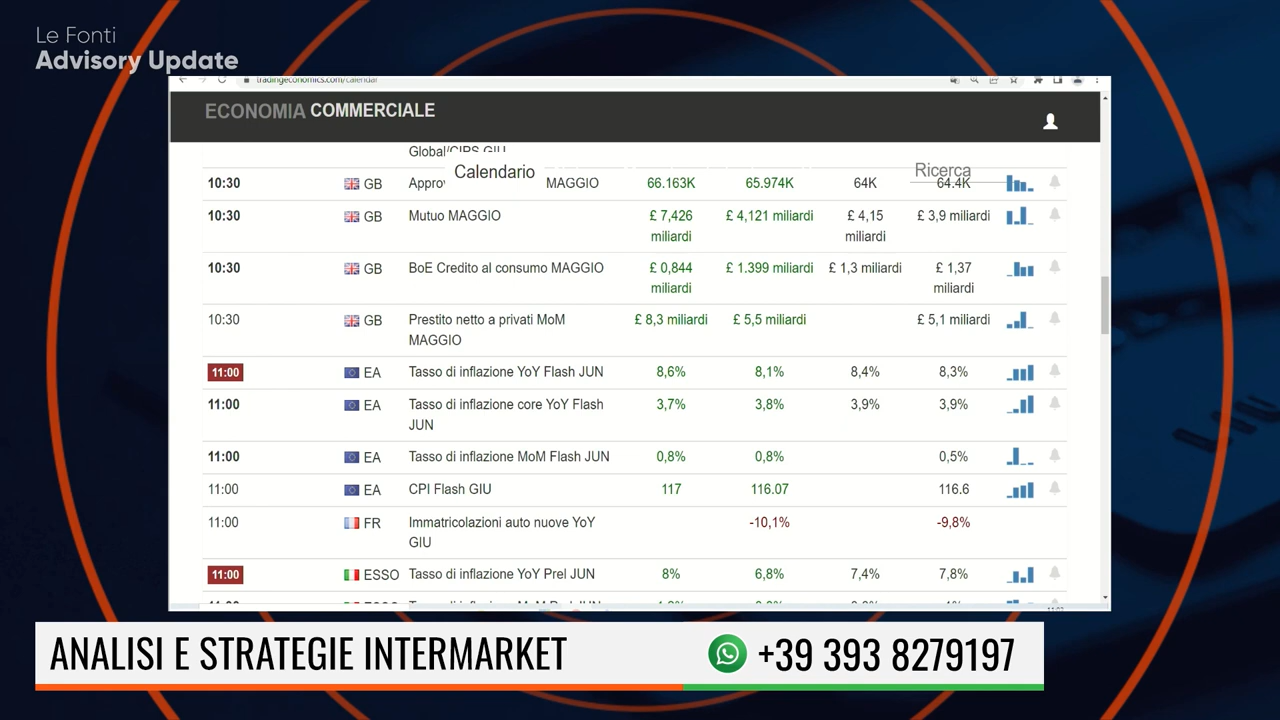 Le Fonti
Advisory Update
tradingeconomics.com/calendar
ECONOMIA COMMERCIALE
Global/CIPS GIU
Calendario
Ricerca
10:30 GB Appro MAGGIO 66.163K 65.974K 64K 64.4K
10:30 GB Mutuo MAGGIO £ 7,426 £ 4,121 miliardi £ 4,15 £ 3,9 miliardi
miliardi miliardi
10:30 GB BoE Credito al consumo MAGGIO £ 0,844 £ 1.399 miliardi £ 1,3 miliardi £ 1,37
miliardi miliardi
10:30 GB Prestito netto a privati MoM £ 8,3 miliardi £ 5,5 miliardi £ 5,1 miliardi
MAGGIO
11:00 EA Tasso di inflazione YoY Flash JUN 8,6% 8,1% 8,4% 8,3%
11:00 EA Tasso di inflazione core YoY Flash 3,7% 3,8% 3,9% 3,9%
JUN
11:00 EA Tasso di inflazione MoM Flash JUN 0,8% 0,8% 0,5%
11:00 EA CPI Flash GIU 117 116.07 116.6
11:00 FR Immatricolazioni auto nuove YoY -10,1% -9,8%
GIU
11:00 ESSO Tasso di inflazione YoY Prel JUN 8% 6,8% 7,4% 7,8%
ANALISI E STRATEGIE INTERMARKET
+39 393 8279197